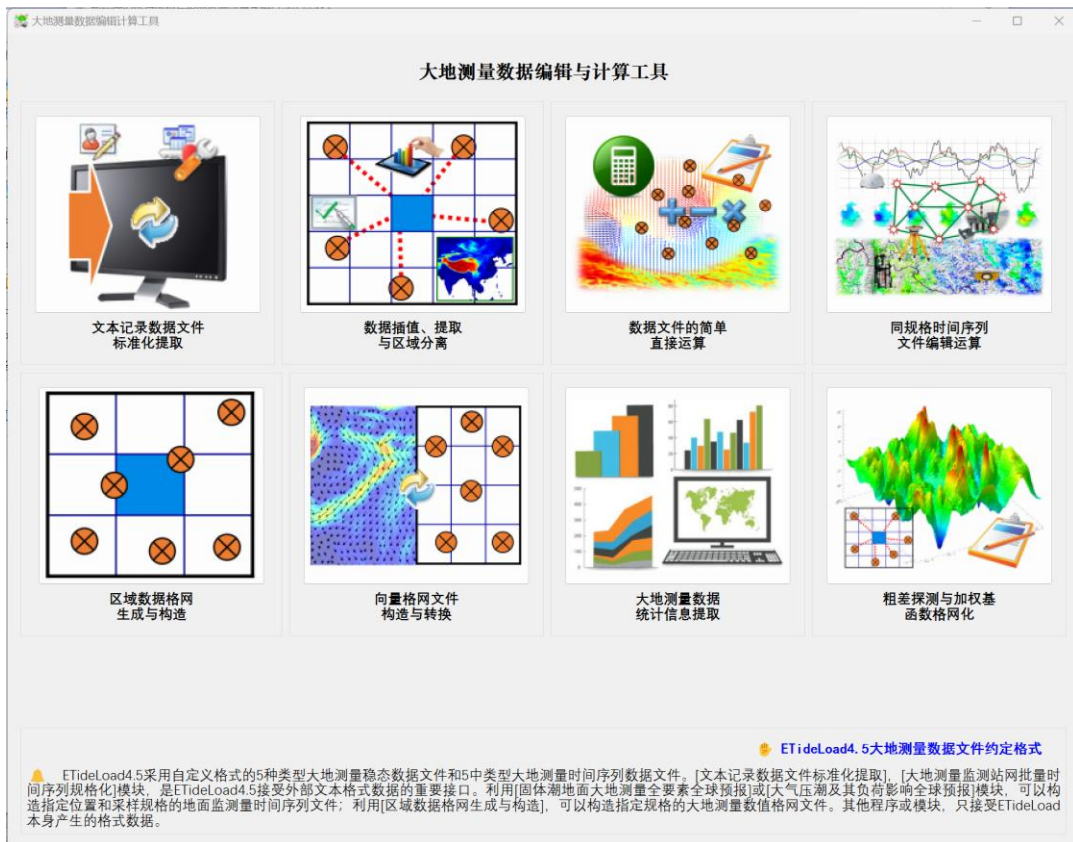 大地测量数据编辑计算工具
大地测量数据编辑与计算工具
文本记录数据文件
标准化提取
数据插值、提取
与区域分离
数据文件的简单
直接运算
同规格时间序列
文件编辑运算
区域数据格网
生成与构造
向量格网文件
构造与转换
大地测量数据
统计信息提取
粗差探测与加权基
函数格网化
ETideLoad4.5大地测量数据文件约定格式
ETideLoad4.5采用自定义格式的5种类型大地测量稳态数据文件和5中类型大地测量时间序列数据文件。[文本记录数据文件标准化提取]，[大地测量监测站网批量时
间序列规格化]模块，是ETideLoad4.5接受外部文本格式数据的重要接口。利用[固体潮地面大地测量全要素全球预报]或[大气压潮及其负荷影响全球预报]模块，可以构
造指定位置和采样规格的地面监测量时间序列文件；利用[区域数据格网生成与构造]，可以构造指定规格的大地测量数值格网文件。其他程序或模块，只接受ETideLoad
本身产生的格式数据。